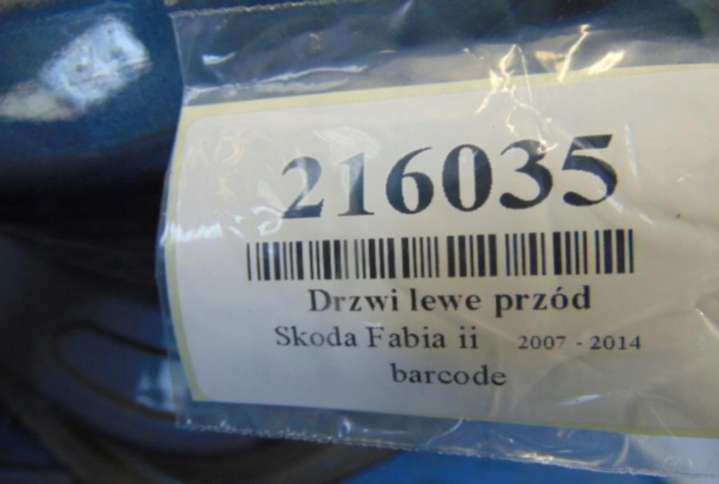 216035
Drzwi lewe przód
Skoda Fabia ii 2007 - 2014
barcode